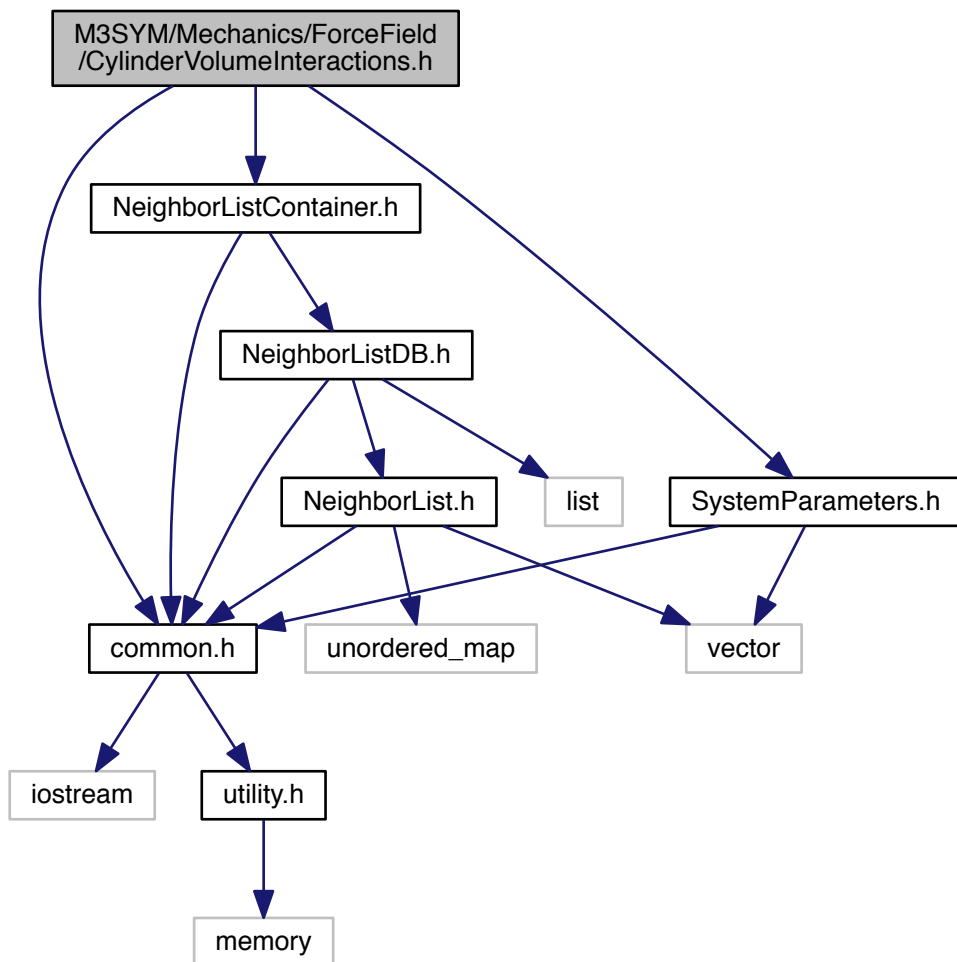 M3SYM/Mechanics/ForceField
/CylinderVolumeInteractions.h
NeighborListContainer.h
NeighborListDB.h
NeighborList.h
list
SystemParameters.h
common.h
unordered_map
vector
iostream
utility.h
memory